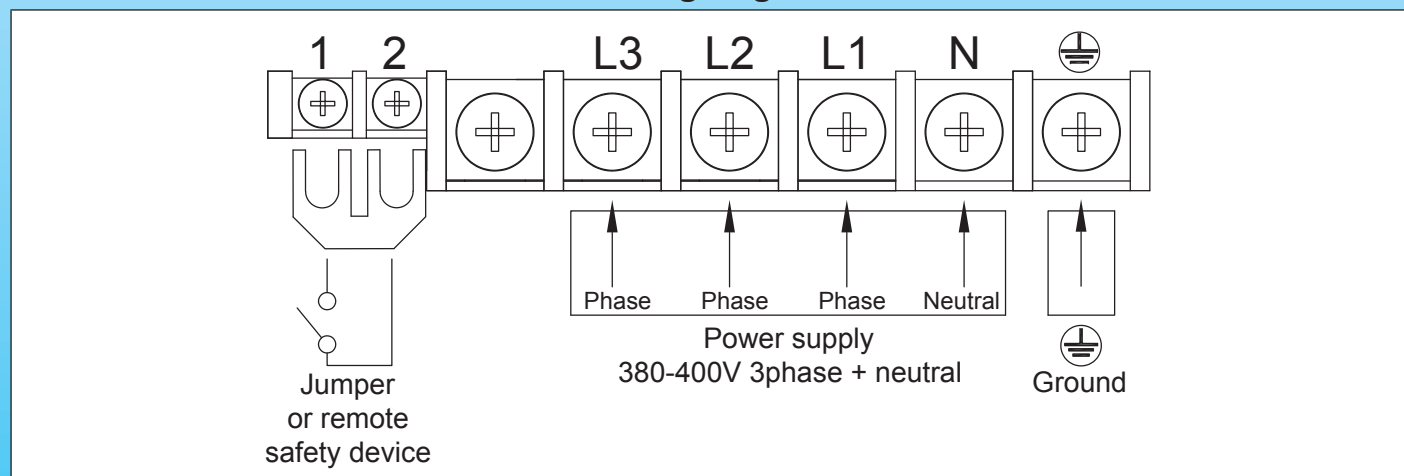 1 2 L3 L2 L1 N
Phase Phase Phase Neutral
Power supply
380-400V 3phase + neutral
Ground
Jumper
or remote
safety device